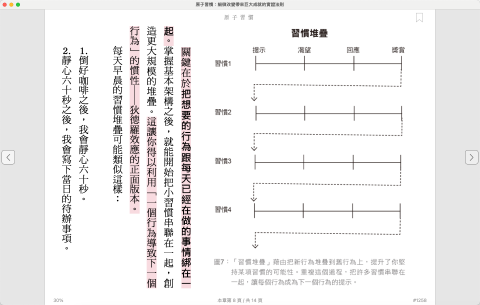 原子習慣：細微改變帶來巨大成就的實證法則
原子習慣
關鍵在於把想要的行為跟每天已經在做的事情綁在一
起。掌握基本架構之後，就能開始把小習慣串聯在一起，創
造更大規模的堆疊。這讓你得以利用「一個行為導致下一個
行為」的慣性——狄德羅效應的正面版本。
每天早晨的習慣堆疊可能類似這樣：
1. 倒好咖啡之後，我會靜心六十秒。
2. 靜心六十秒之後，我會寫下當日的待辦事項。
習慣堆疊
提示 渴望 回應 獎賞
習慣1
習慣2
習慣3
習慣4
圖7：「習慣堆疊」藉由把新行為堆疊到舊行為上，提升了你堅
持某項習慣的可能性。重複這個過程，把許多習慣串聯在一
起，讓每個行為成為下一個行為的提示。
30%
本章第 6 頁 / 共 14 頁